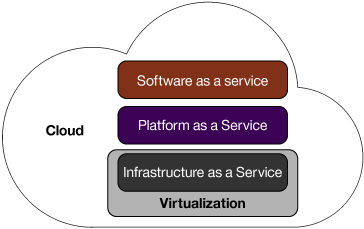 Software as a service
Cloud
Platform as a Service
Infrastructure as a Service
Virtualization